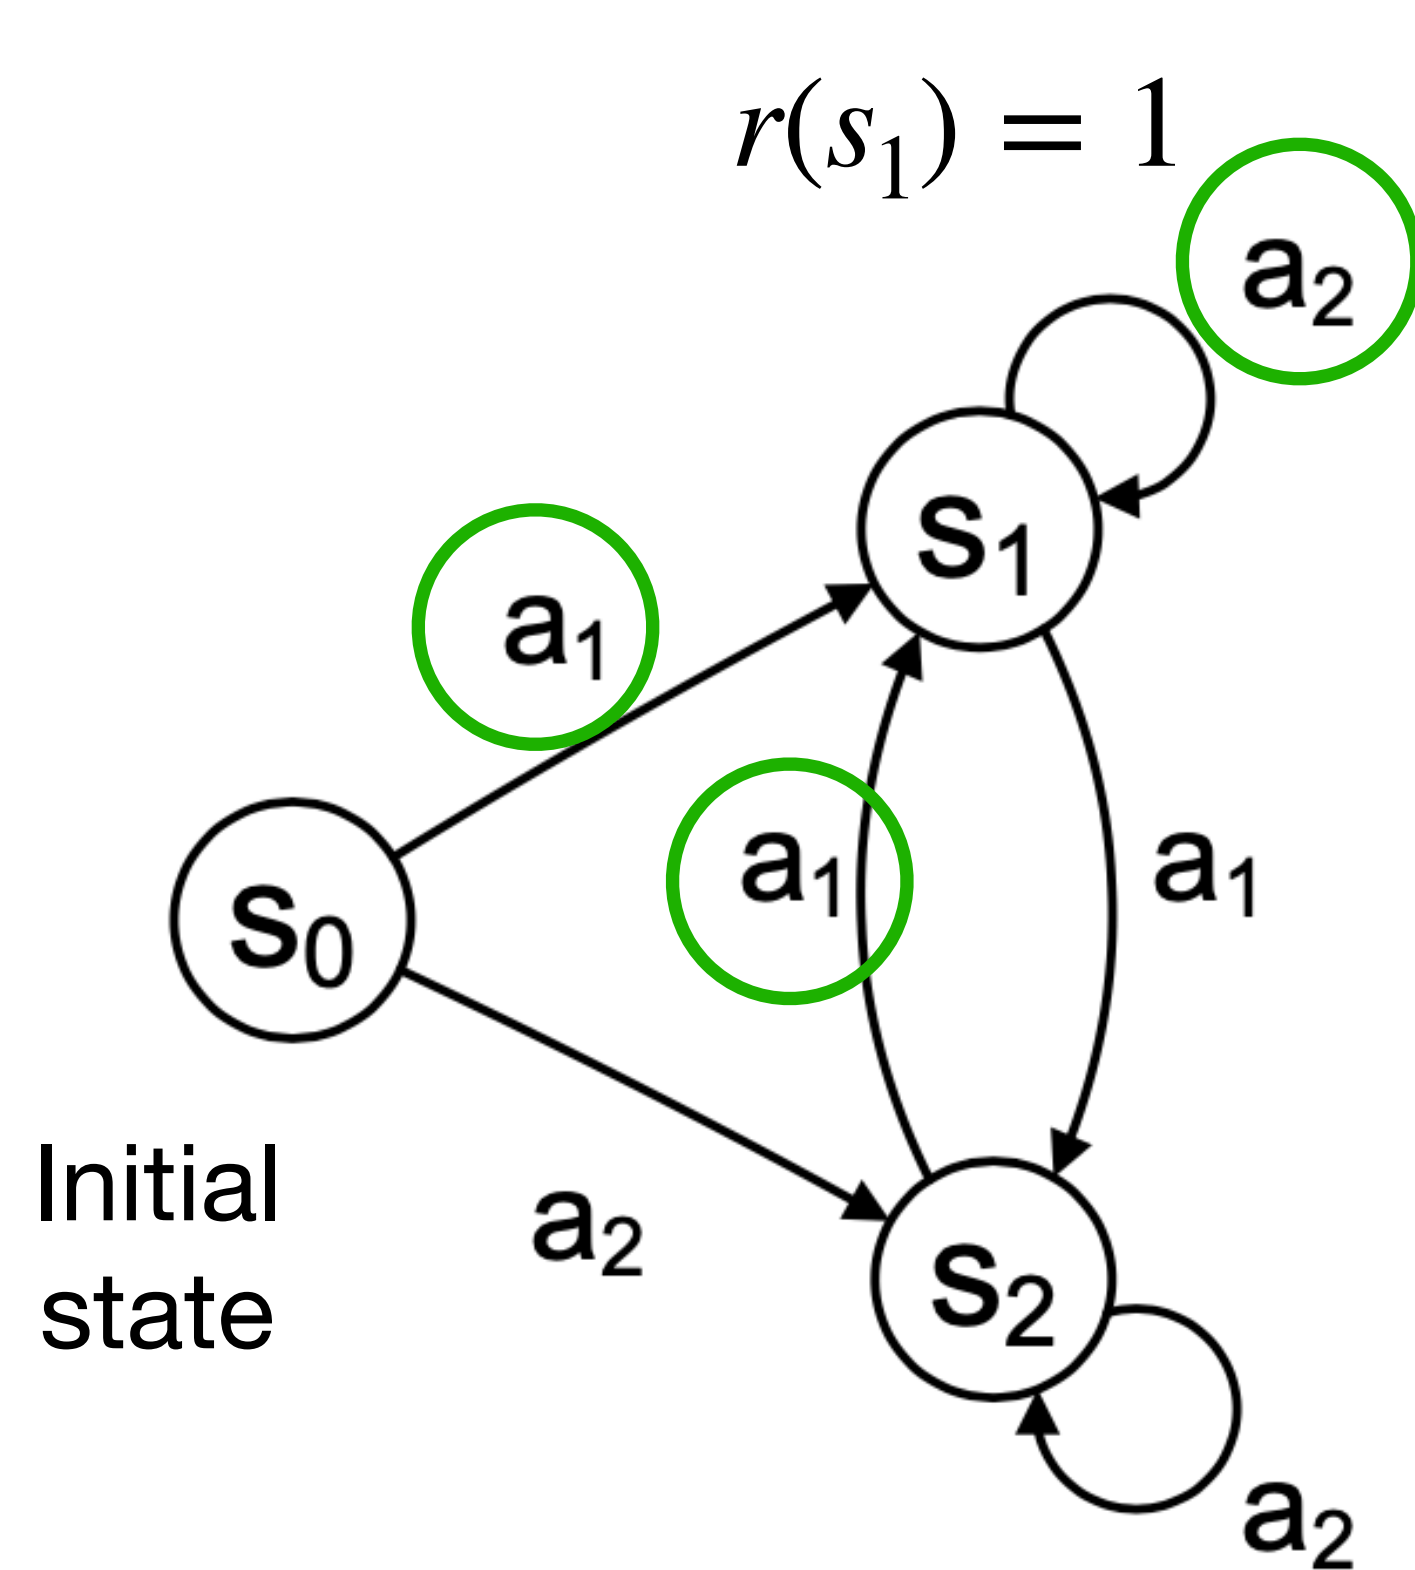 r(s₁) = 1
a₂
s₁
a₁
a₁
a₁
s₀
Initial
state
a₂
s₂
a₂